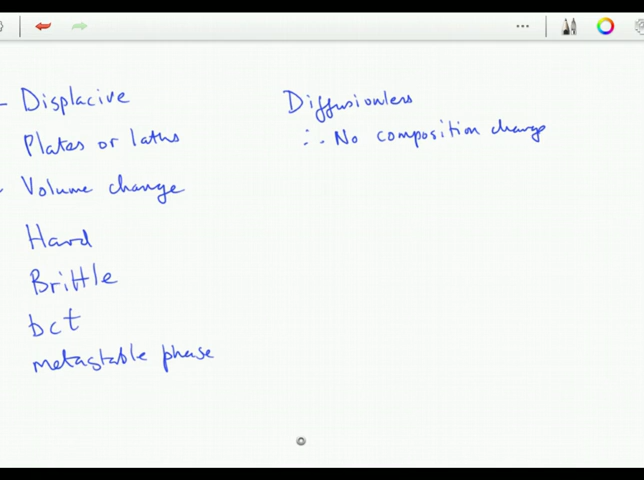 - Displacive
Plates or laths
- Volume change
Hard
Brittle
bct
metastable phase
Diffusionless
∴ No composition change